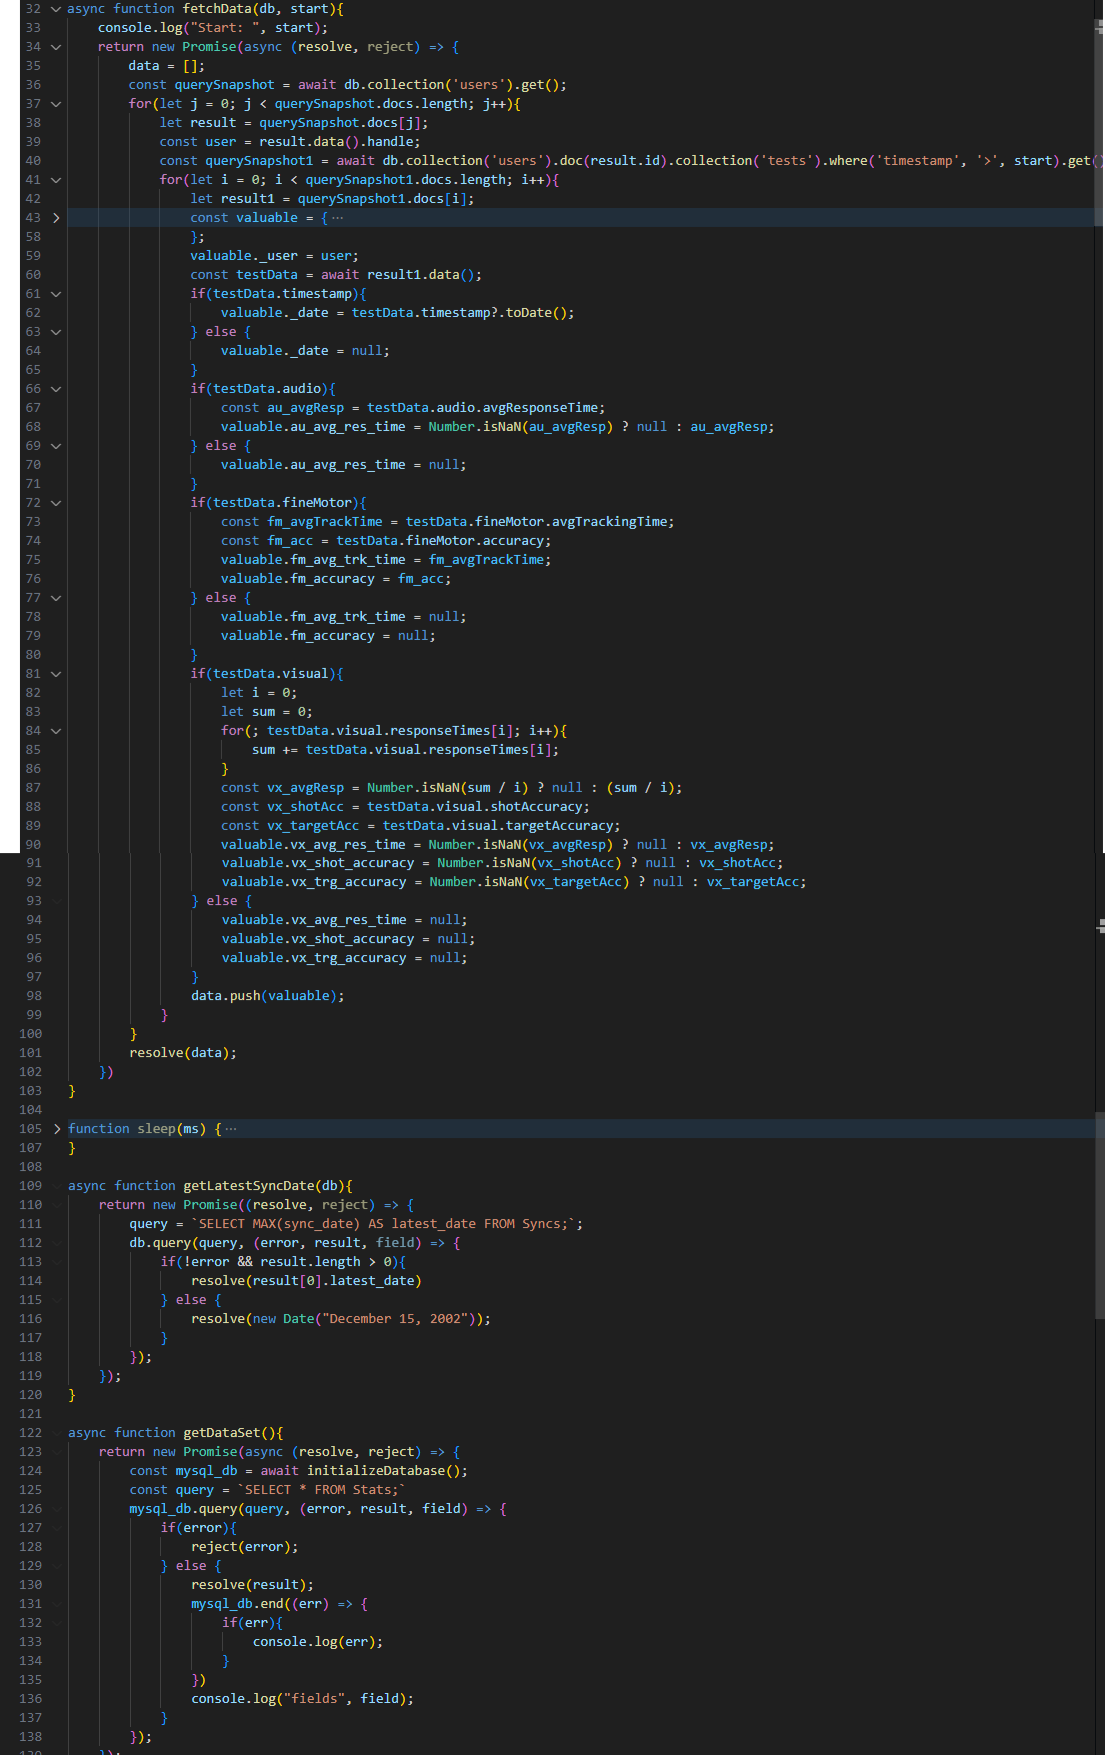 32 async function fetchData(db, start){
33 console.log("Start: ", start);
34 return new Promise(async (resolve, reject) => {
35 data = [];
36 const querySnapshot = await db.collection('users').get();
37 for(let j = 0; j < querySnapshot.docs.length; j++){
38 let result = querySnapshot.docs[j];
39 const user = result.data().handle;
40 const querySnapshot1 = await db.collection('users').doc(result.id).collection('tests').where('timestamp', '>', start).get()
41 for(let i = 0; i < querySnapshot1.docs.length; i++){
42 let result1 = querySnapshot1.docs[i];
43 const valuable = { ···
58 };
59 valuable._user = user;
60 const testData = await result1.data();
61 if(testData.timestamp){
62 valuable._date = testData.timestamp?.toDate();
63 } else {
64 valuable._date = null;
65 }
66 if(testData.audio){
67 const au_avgResp = testData.audio.avgResponseTime;
68 valuable.au_avg_res_time = Number.isNaN(au_avgResp) ? null : au_avgResp;
69 } else {
70 valuable.au_avg_res_time = null;
71 }
72 if(testData.fineMotor){
73 const fm_avgTrackTime = testData.fineMotor.avgTrackingTime;
74 const fm_acc = testData.fineMotor.accuracy;
75 valuable.fm_avg_trk_time = fm_avgTrackTime;
76 valuable.fm_accuracy = fm_acc;
77 } else {
78 valuable.fm_avg_trk_time = null;
79 valuable.fm_accuracy = null;
80 }
81 if(testData.visual){
82 let i = 0;
83 let sum = 0;
84 for(; testData.visual.responseTimes[i]; i++){
85 sum += testData.visual.responseTimes[i];
86 }
87 const vx_avgResp = Number.isNaN(sum / i) ? null : (sum / i);
88 const vx_shotAcc = testData.visual.shotAccuracy;
89 const vx_targetAcc = testData.visual.targetAccuracy;
90 valuable.vx_avg_res_time = Number.isNaN(vx_avgResp) ? null : vx_avgResp;
91 valuable.vx_shot_accuracy = Number.isNaN(vx_shotAcc) ? null : vx_shotAcc;
92 valuable.vx_trg_accuracy = Number.isNaN(vx_targetAcc) ? null : vx_targetAcc;
93 } else {
94 valuable.vx_avg_res_time = null;
95 valuable.vx_shot_accuracy = null;
96 valuable.vx_trg_accuracy = null;
97 }
98 data.push(valuable);
99 }
100 }
101 resolve(data);
102 })
103 }
104
105 function sleep(ms) { ···
107 }
108
109 async function getLatestSyncDate(db){
110 return new Promise((resolve, reject) => {
111 query = `SELECT MAX(sync_date) AS latest_date FROM Syncs;`;
112 db.query(query, (error, result, field) => {
113 if(!error && result.length > 0){
114 resolve(result[0].latest_date)
115 } else {
116 resolve(new Date("December 15, 2002"));
117 }
118 });
119 });
120 }
121
122 async function getDataSet(){
123 return new Promise(async (resolve, reject) => {
124 const mysql_db = await initializeDatabase();
125 const query = `SELECT * FROM Stats;`
126 mysql_db.query(query, (error, result, field) => {
127 if(error){
128 reject(error);
129 } else {
130 resolve(result);
131 mysql_db.end((err) => {
132 if(err){
133 console.log(err);
134 }
135 })
136 console.log("fields", field);
137 }
138 });
139 });